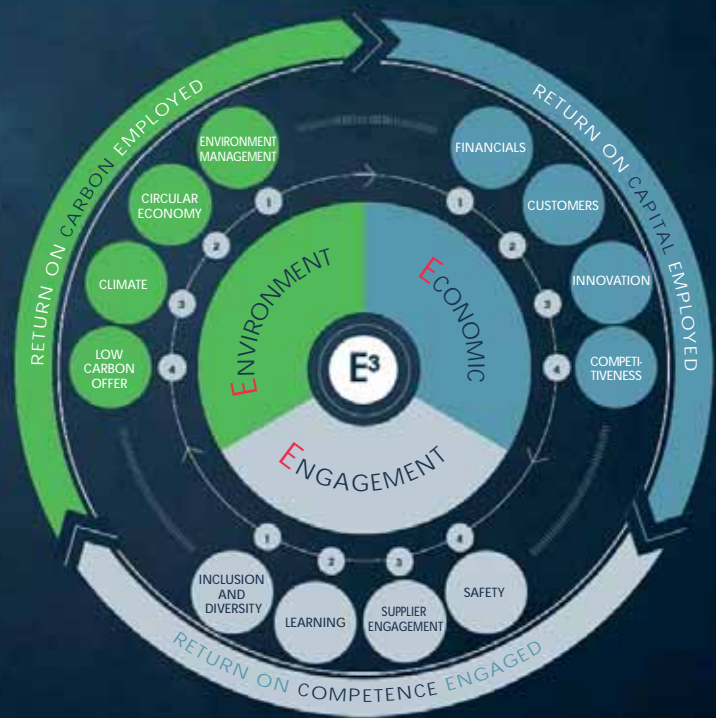 RETURN ON CARBON EMPLOYED
RETURN ON CAPITAL EMPLOYED
ENVIRONMENT
MANAGEMENT
1
CIRCULAR
ECONOMY
2
CLIMATE
3
LOW
CARBON
OFFER
4
FINANCIALS
1
CUSTOMERS
2
INNOVATION
3
COMPETI-
TIVENESS
4
ENVIRONMENT
ECONOMIC
E³
ENGAGEMENT
1
2
3
4
INCLUSION
AND
DIVERSITY
LEARNING
SUPPLIER
ENGAGEMENT
SAFETY
RETURN ON COMPETENCE ENGAGED